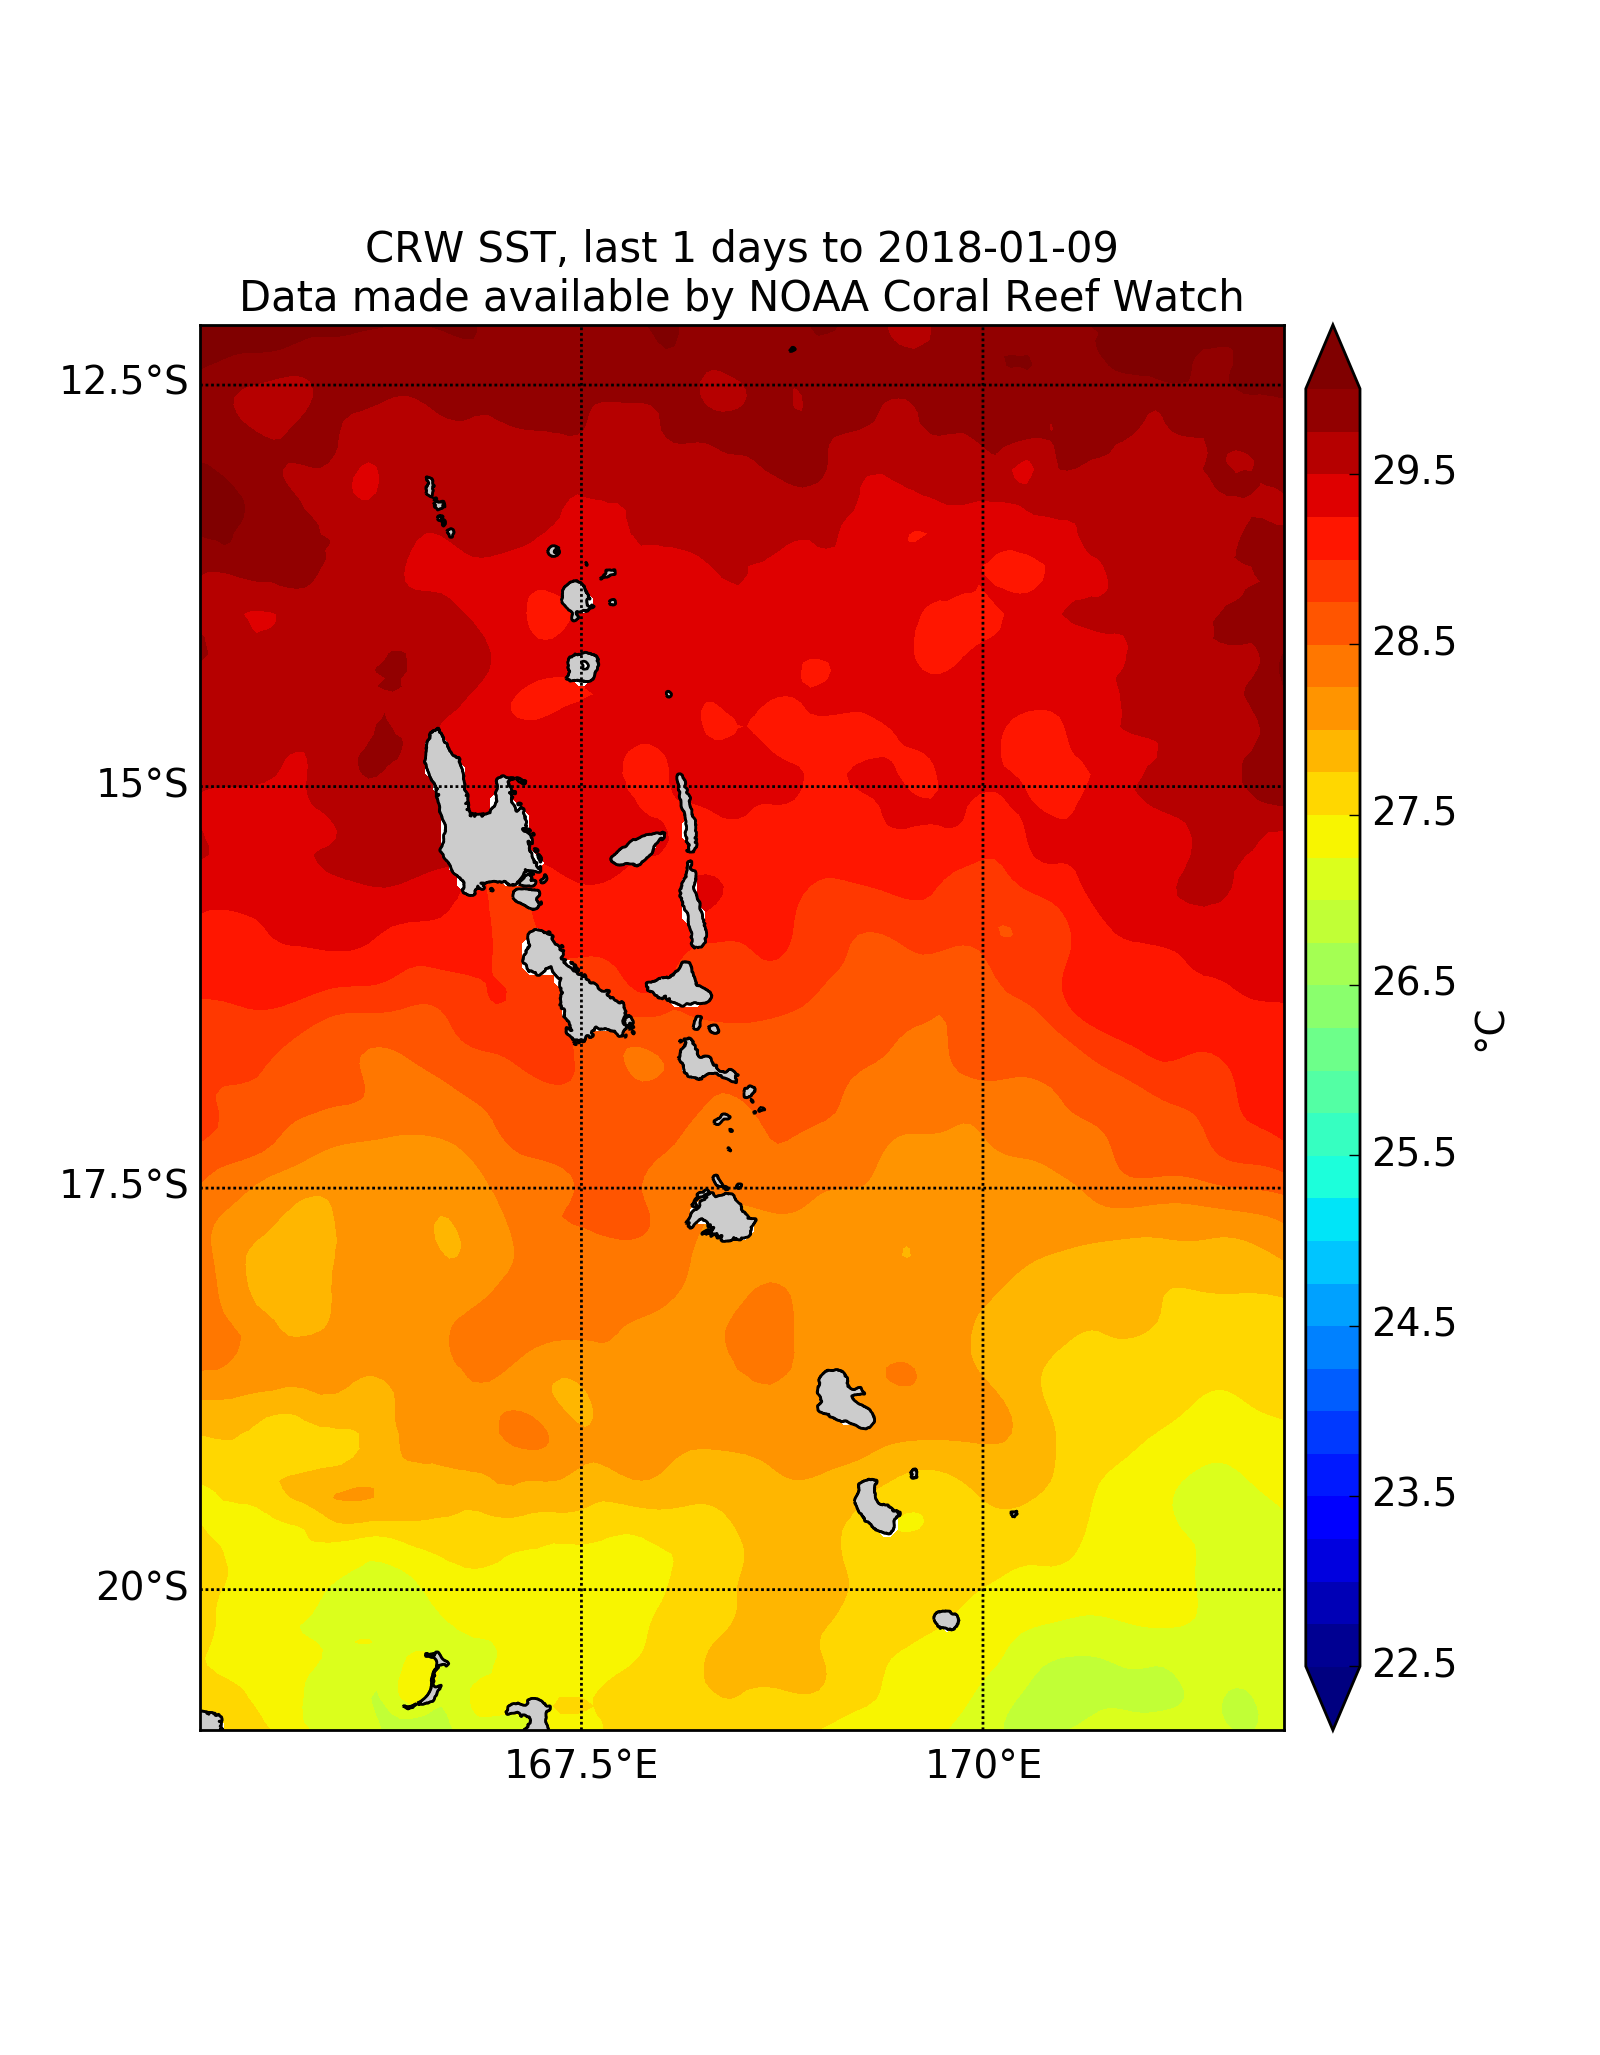 CRW SST, last 1 days to 2018-01-09
Data made available by NOAA Coral Reef Watch
12.5°S
15°S
17.5°S
20°S
167.5°E
170°E
29.5
28.5
27.5
26.5
25.5
24.5
23.5
22.5
°C